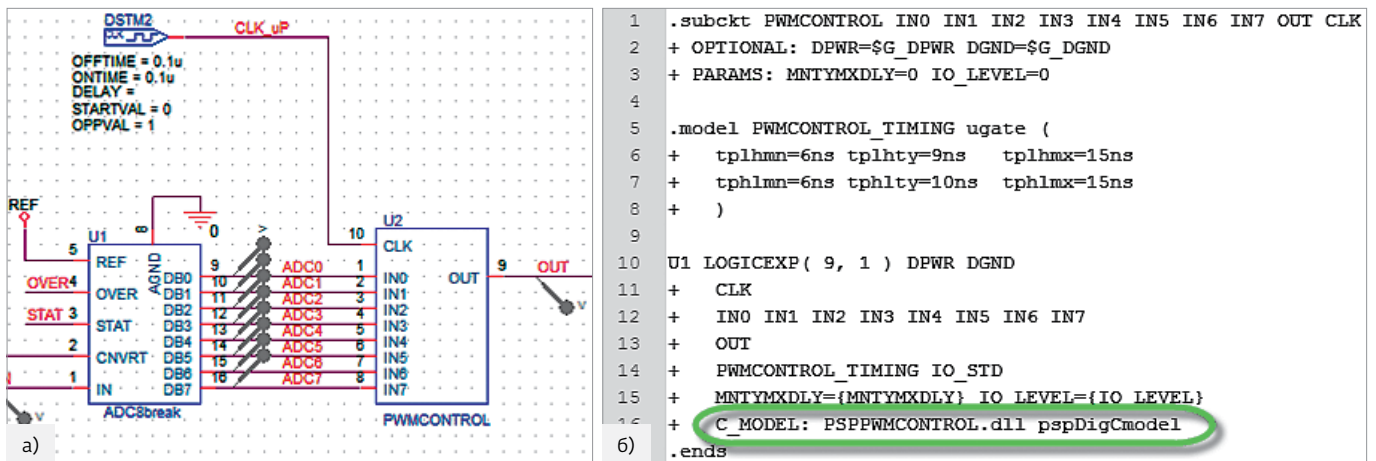 DSTM2
CLK_uP
OFFTIME = 0.1u
ONTIME = 0.1u
DELAY =
STARTVAL = 0
OPPVAL = 1
REF
U1
8
0
V
10
U2
CLK
5
REF
AGND
9
DB0
ADC0
1
IN0
OUT
9
OUT
OVER
4
OVER
10
DB1
ADC1
2
IN1
11
DB2
ADC2
3
IN2
V
STAT
3
STAT
12
DB3
ADC3
4
IN3
13
DB4
ADC4
5
IN4
2
CNVRT
14
DB5
ADC5
6
IN5
15
DB6
ADC6
7
IN6
1
IN
16
DB7
ADC7
8
IN7
ADC8break
PWMCONTROL
V
а)
1 .subckt PWMCONTROL IN0 IN1 IN2 IN3 IN4 IN5 IN6 IN7 OUT CLK
2 + OPTIONAL: DPWR=$G_DPWR DGND=$G_DGND
3 + PARAMS: MNTYMXDLY=0 IO_LEVEL=0
4
5 .model PWMCONTROL_TIMING ugate (
6 + tplhmn=6ns tplhty=9ns tplhmx=15ns
7 + tphlmn=6ns tphlty=10ns tphlmx=15ns
8 + )
9
10 U1 LOGICEXP( 9, 1 ) DPWR DGND
11 + CLK
12 + IN0 IN1 IN2 IN3 IN4 IN5 IN6 IN7
13 + OUT
14 + PWMCONTROL_TIMING IO_STD
15 + MNTYMXDLY={MNTYMXDLY} IO_LEVEL={IO_LEVEL}
16 + C_MODEL: PSPPWMCONTROL.dll pspDigCmodel
.ends
б)